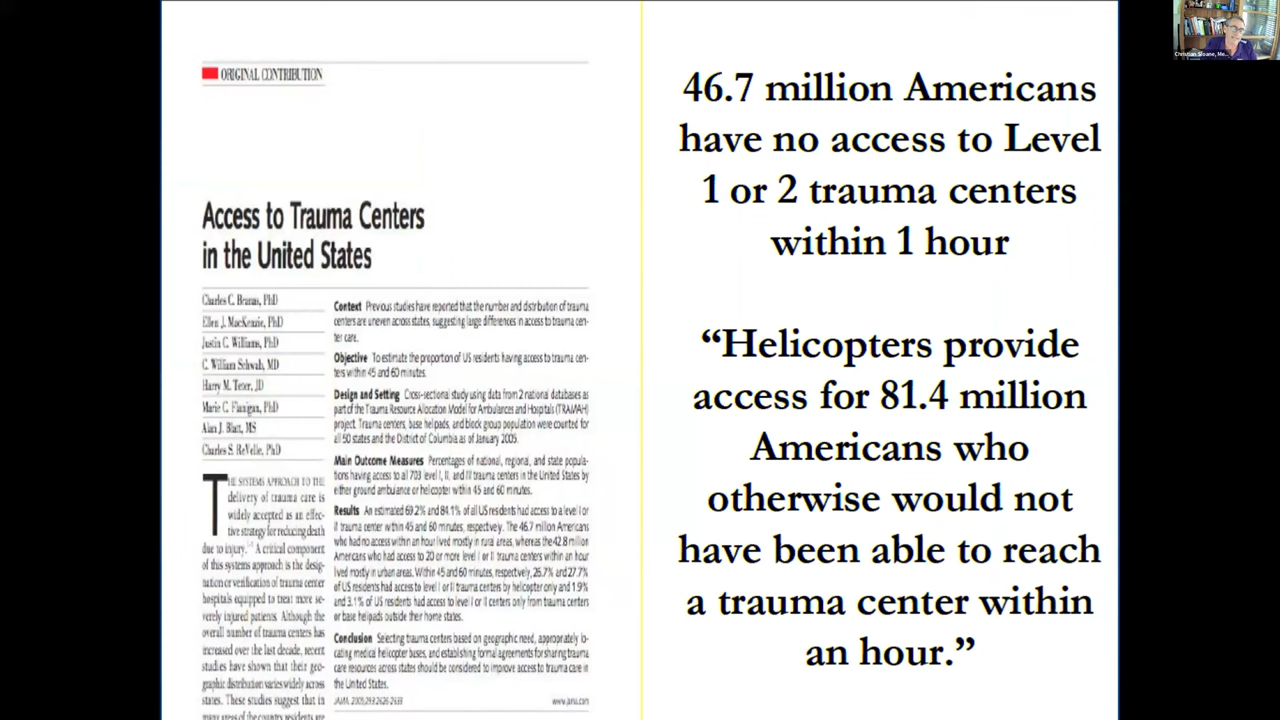 ORIGINAL CONTRIBUTION
Access to Trauma Centers
in the United States
Charles C. Branas, PhD
Ellen J. MacKenzie, PhD
Justin C. Williams, PhD
C. William Schwab, MD
Harry M. Teter, JD
Marie C. Flanigan, PhD
Alan J. Blatt, MS
Charles S. ReVelle, PhD
THE SYSTEMS APPROACH TO THE
delivery of trauma care is
widely accepted as an effec-
tive strategy for reducing death
due to injury. A critical component
of this systems approach is the desig-
nation or verification of trauma center
hospitals equipped to treat more se-
verely injured patients. Although the
overall number of trauma centers has
increased over the last decade, recent
studies have shown that their geo-
graphic distribution varies widely across
states. These studies suggest that in
many areas of the country residents are
Context Previous studies have reported that the number and distribution of trauma
centers are uneven across states, suggesting large differences in access to trauma cen-
ter care.
Objective To estimate the proportion of US residents having access to trauma cen-
ters within 45 and 60 minutes.
Design and Setting Cross-sectional study using data from 2 national databases as
part of the Trauma Resource Allocation Model for Ambulances and Hospitals (TRAMAH)
project. Trauma centers, base helipads, and block group population were counted for
all 50 states and the District of Columbia as of January 2005.
Main Outcome Measures Percentages of national, regional, and state popula-
tions having access to all 703 level I, II, and III trauma centers in the United States by
either ground ambulance or helicopter within 45 and 60 minutes.
Results An estimated 69.2% and 84.1% of all US residents had access to a level I or
II trauma center within 45 and 60 minutes, respectively. The 46.7 million Americans
who had no access within an hour lived mostly in rural areas, whereas the 42.8 million
Americans who had access to 20 or more level I or II trauma centers within an hour
lived mostly in urban areas. Within 45 and 60 minutes, respectively, 26.7% and 27.7%
of US residents had access to level I or II trauma centers by helicopter only and 1.9%
and 3.1% of US residents had access to level I or II centers only from trauma centers
or base helipads outside their home states.
Conclusion Selecting trauma centers based on geographic need, appropriately lo-
cating medical helicopter bases, and establishing formal agreements for sharing trauma
care resources across states should be considered to improve access to trauma care in
the United States.
JAMA. 2005;293:2626-2633
www.jama.com
46.7 million Americans
have no access to Level
1 or 2 trauma centers
within 1 hour
“Helicopters provide
access for 81.4 million
Americans who
otherwise would not
have been able to reach
a trauma center within
an hour.”
Christian Sloane, Me...